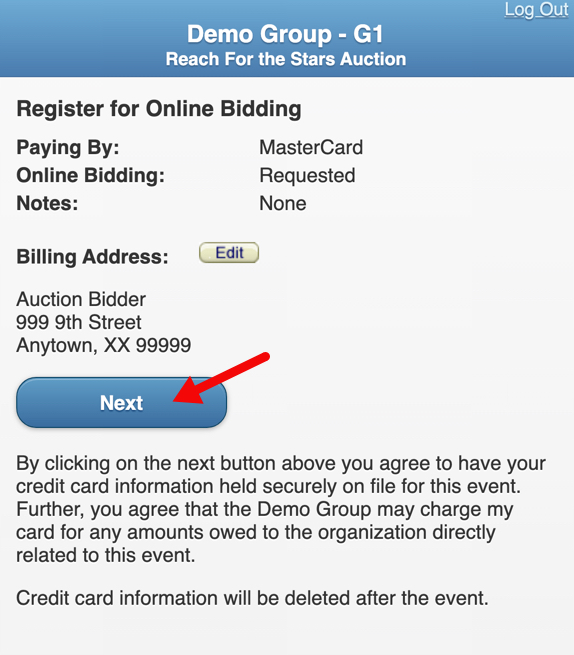 Log Out
Demo Group - G1
Reach For the Stars Auction
Register for Online Bidding
Paying By: MasterCard
Online Bidding: Requested
Notes: None
Billing Address: Edit
Auction Bidder
999 9th Street
Anytown, XX 99999
Next
By clicking on the next button above you agree to have your
credit card information held securely on file for this event.
Further, you agree that the Demo Group may charge my
card for any amounts owed to the organization directly
related to this event.
Credit card information will be deleted after the event.